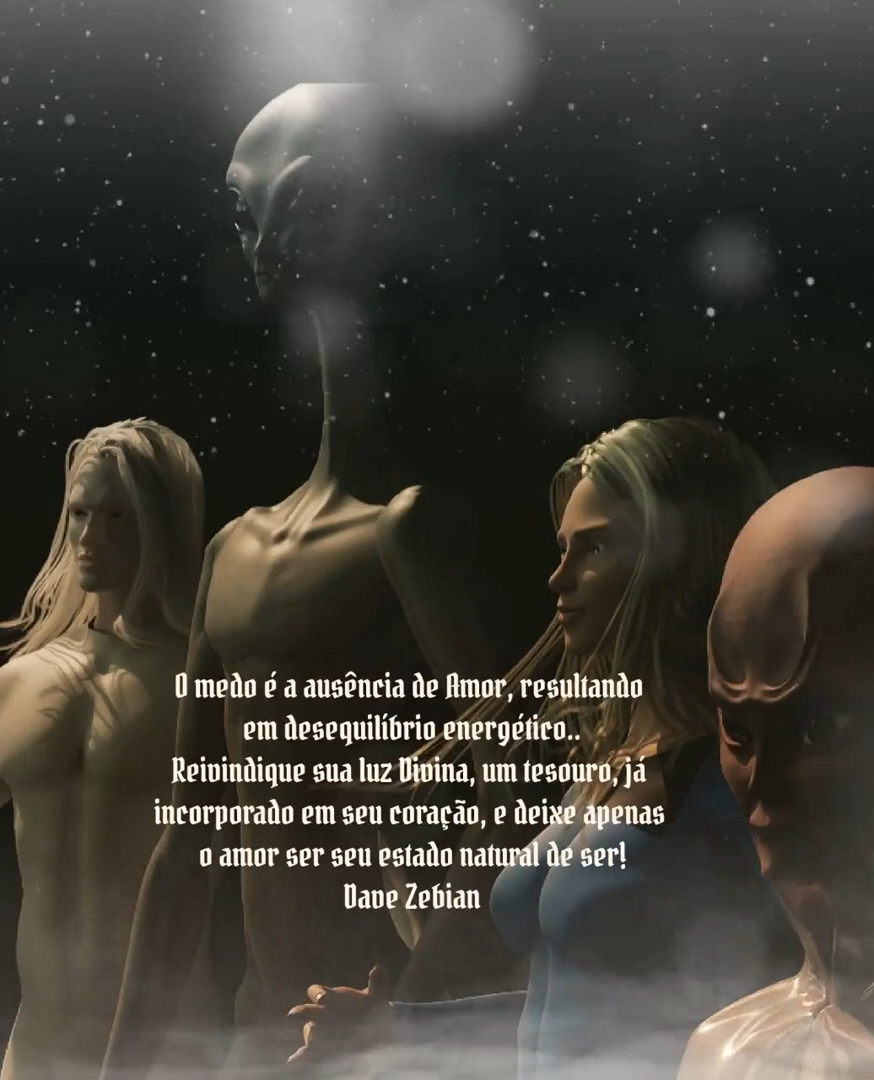 O medo é a ausência de Amor, resultando
em desequilíbrio energético..
Reivindique sua luz Divina, um tesouro, já
incorporado em seu coração, e deixe apenas
o amor ser seu estado natural de ser!
Dave Zebian